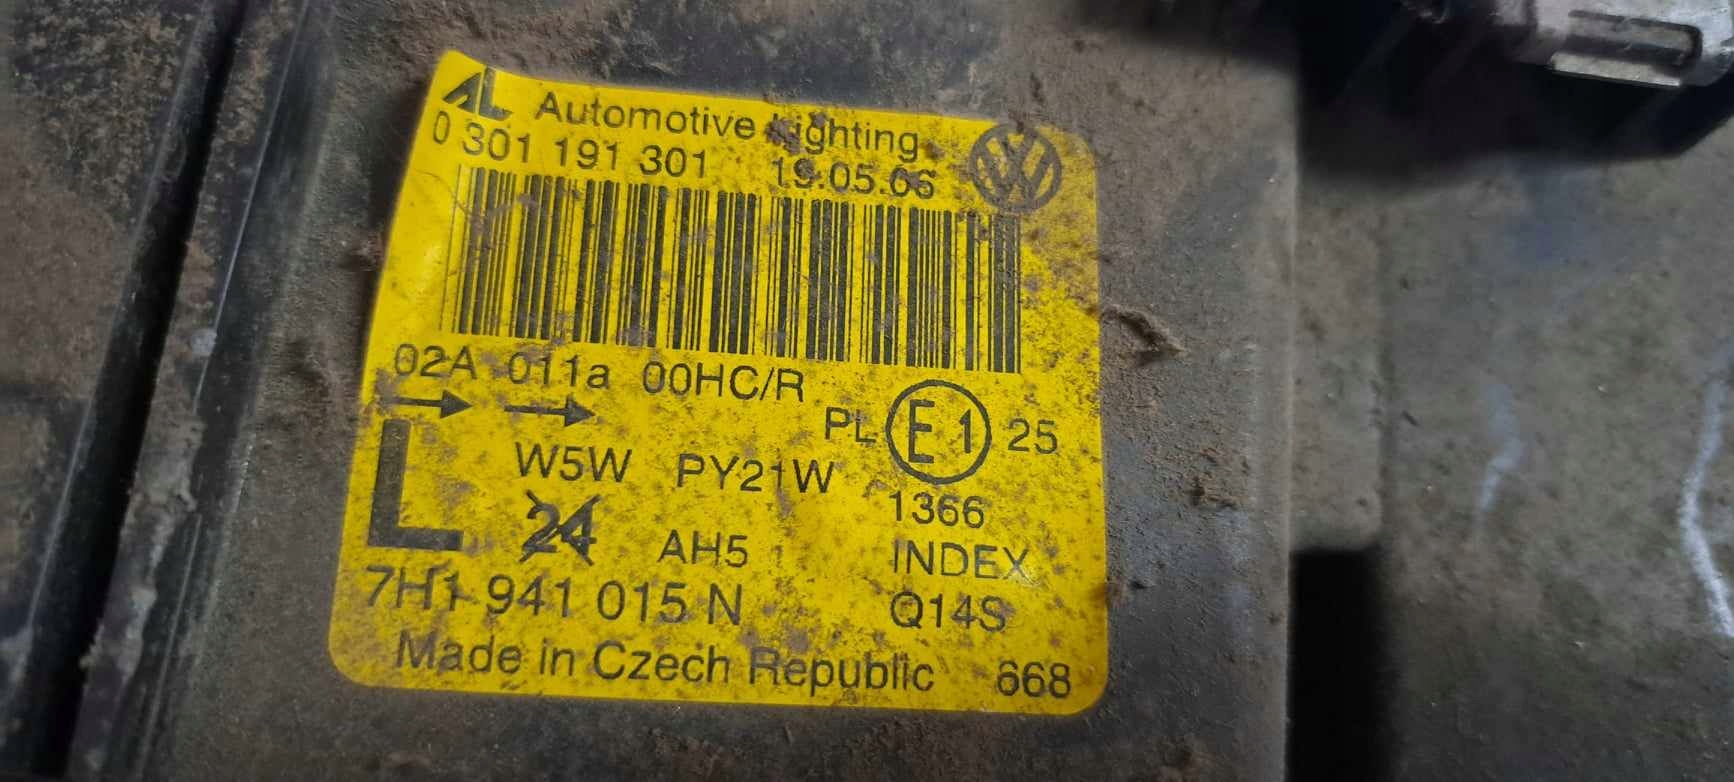 AL Automotive Lighting
0 301 191 301 19.05.06
02A 011a 00HC/R
PL E1 25
L W5W PY21W
1366
24 AH5 INDEX
7H1 941 015 N Q14S
Made in Czech Republic 668